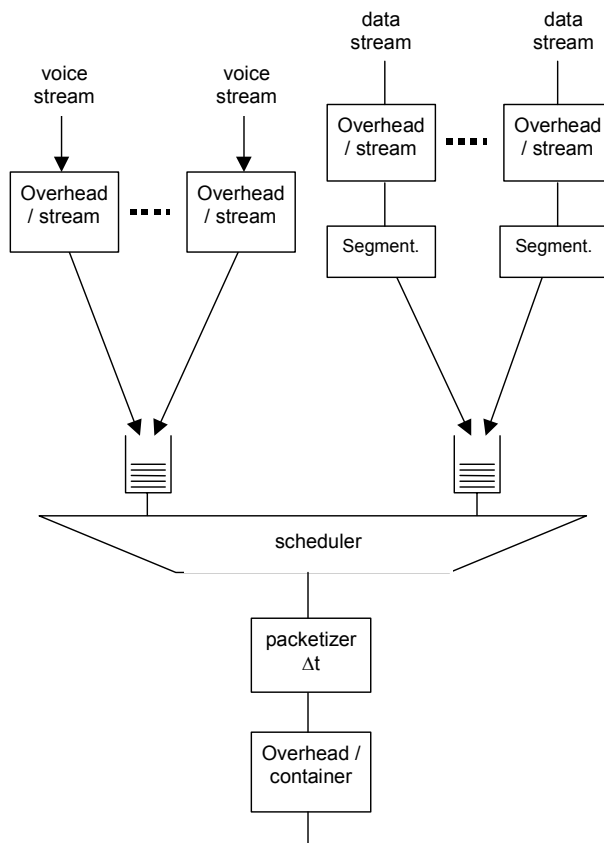 data
stream
data
stream
voice
stream
voice
stream
Overhead
/ stream
Overhead
/ stream
Overhead
/ stream
Overhead
/ stream
Segment.
Segment.
scheduler
packetizer
Δt
Overhead /
container